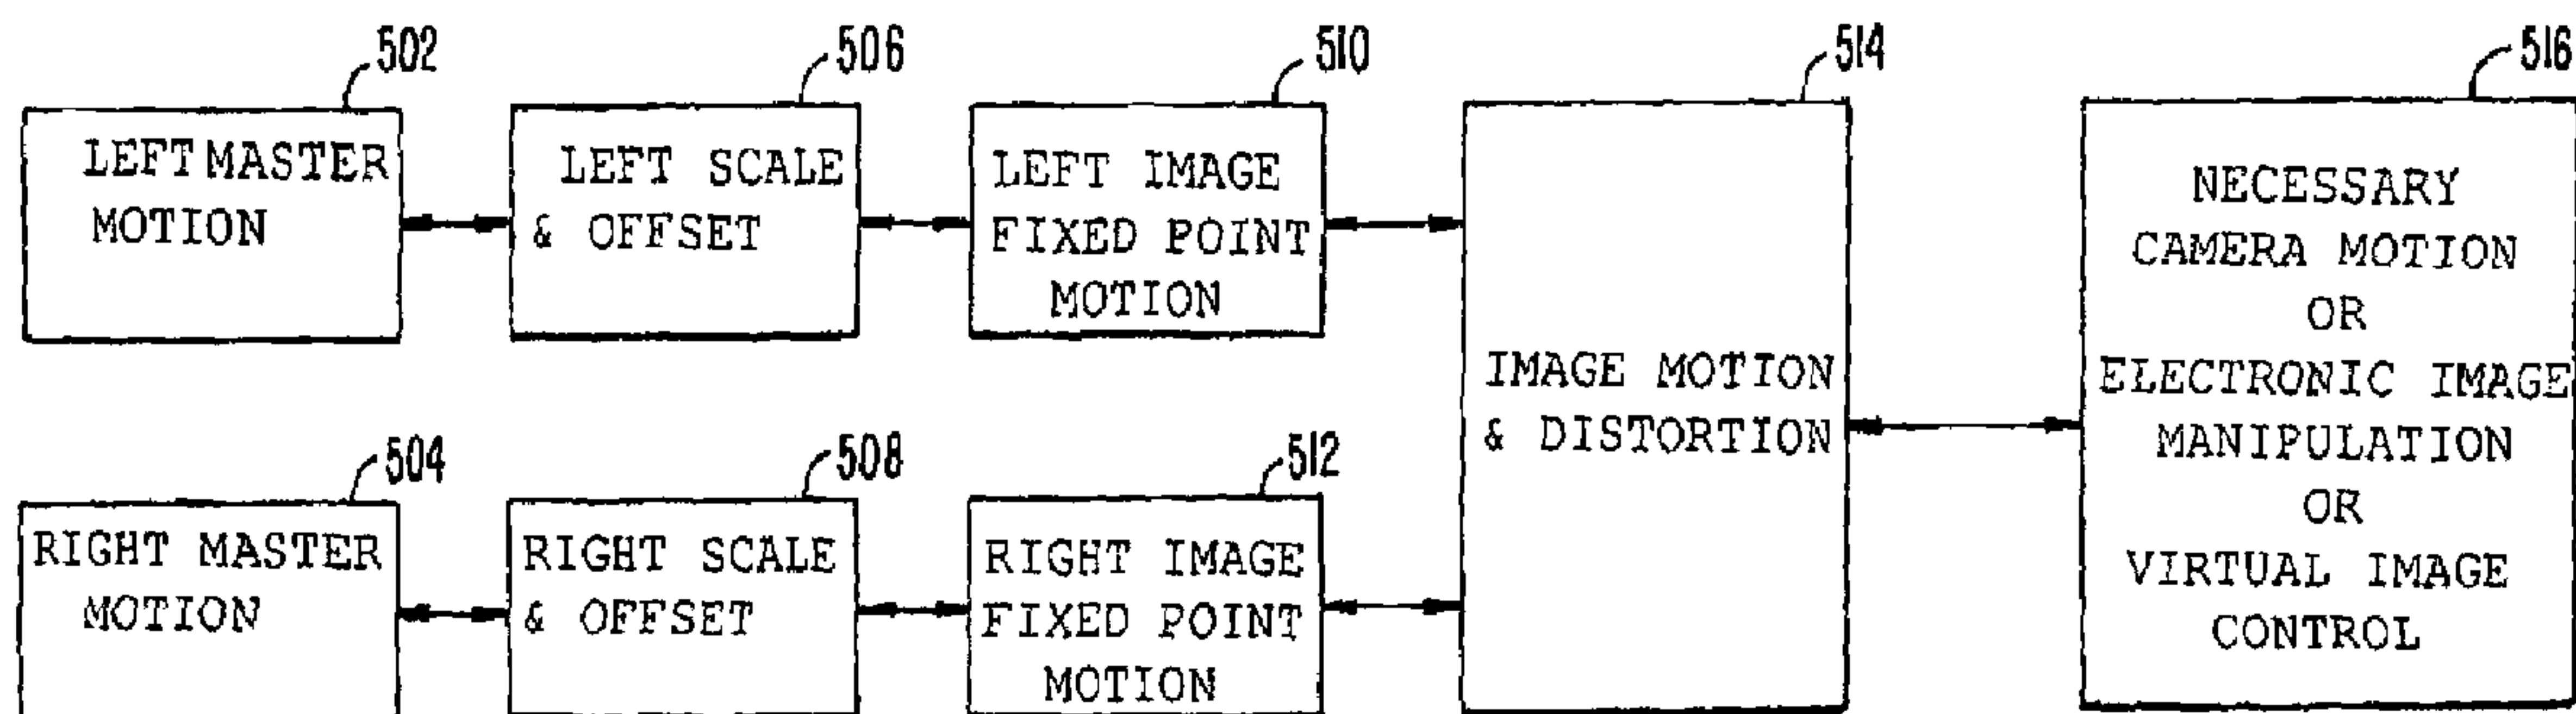 502
LEFT MASTER
MOTION
506
LEFT SCALE
& OFFSET
510
LEFT IMAGE
FIXED POINT
MOTION
514
IMAGE MOTION
& DISTORTION
516
NECESSARY
CAMERA MOTION
OR
ELECTRONIC IMAGE
MANIPULATION
OR
VIRTUAL IMAGE
CONTROL
504
RIGHT MASTER
MOTION
508
RIGHT SCALE
& OFFSET
512
RIGHT IMAGE
FIXED POINT
MOTION